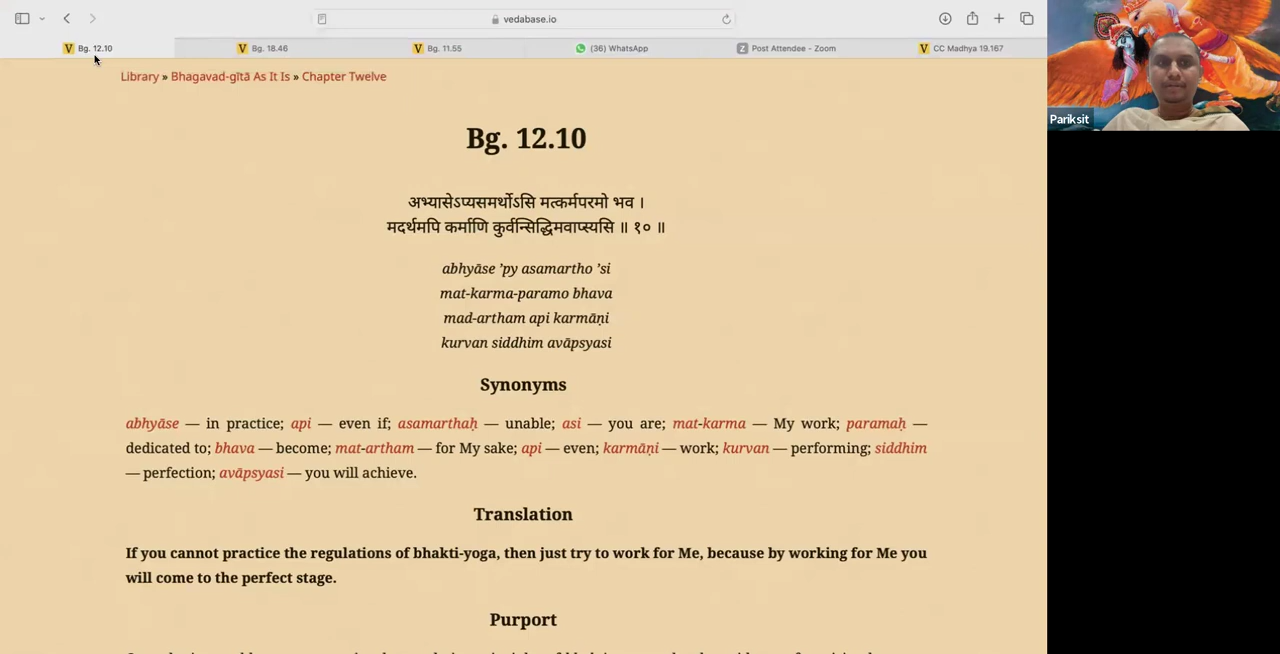 vedabase.io
Bg. 12.10
Bg. 18.46
Bg. 11.55
(36) WhatsApp
Post Attendee - Zoom
CC Madhya 19.167
Library » Bhagavad-gītā As It Is » Chapter Twelve
Bg. 12.10
अभ्यासेऽप्यसमर्थोऽसि मत्कर्मपरमो भव ।
मदर्थमपि कर्माणि कुर्वन्सिद्धिमवाप्स्यसि ॥ १० ॥
abhyāse ’py asamartho ’si
mat-karma-paramo bhava
mad-artham api karmāṇi
kurvan siddhim avāpsyasi
Synonyms
abhyāse — in practice; api — even if; asamarthaḥ — unable; asi — you are; mat-karma — My work; paramaḥ —
dedicated to; bhava — become; mat-artham — for My sake; api — even; karmāṇi — work; kurvan — performing; siddhim
— perfection; avāpsyasi — you will achieve.
Translation
If you cannot practice the regulations of bhakti-yoga, then just try to work for Me, because by working for Me you
will come to the perfect stage.
Purport
Pariksit